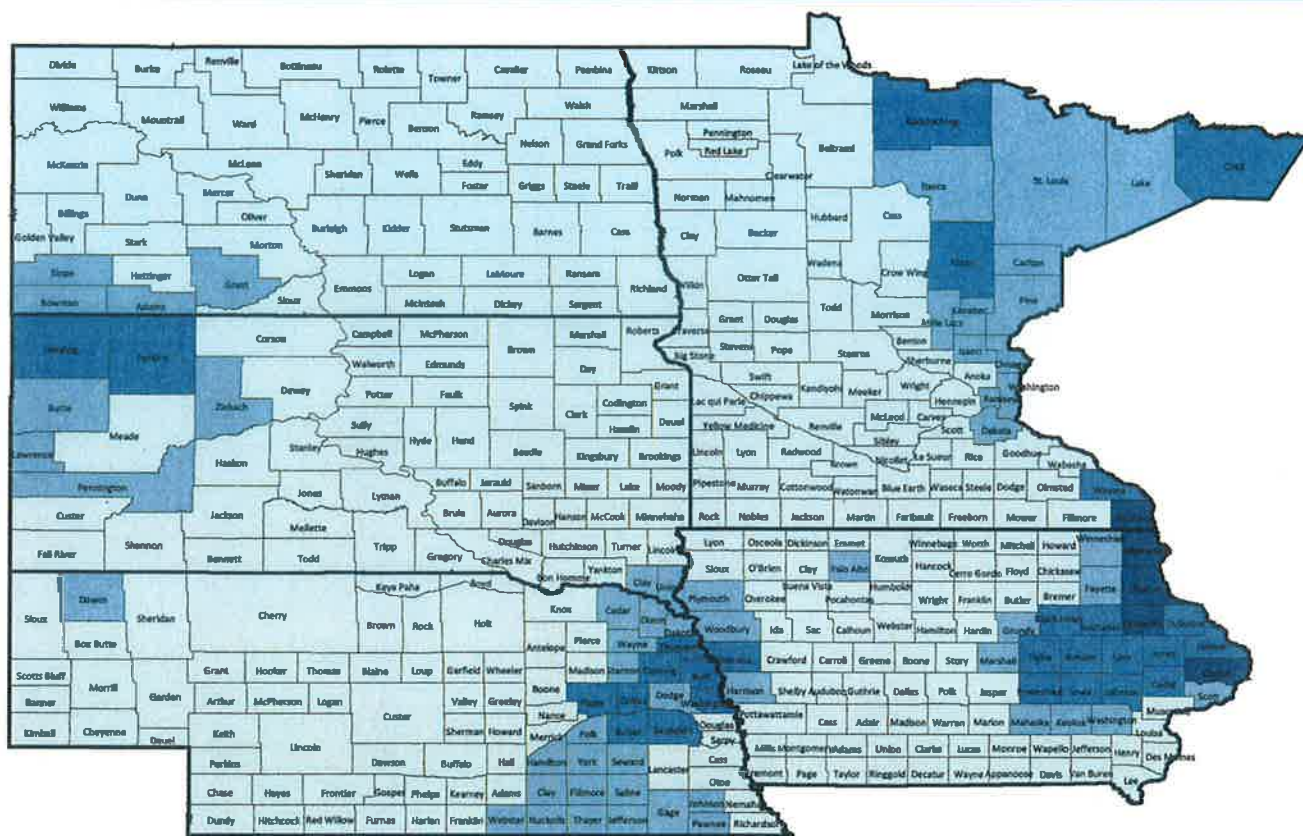 Divide Burke Renville Bottineau Rolette Towner Cavalier Pembina Kittson Roseau Lake of the Woods
Williams Mountrail Ward McHenry Pierce Benson Ramsey Walsh Marshall
Pennington
Red Lake
Polk Beltrami Koochiching
McKenzie McLean Sheridan Wells Eddy Foster Nelson Grand Forks Clearwater
Dunn Mercer Oliver Griggs Steele Traill Norman Mahnomen Itasca St. Louis Lake Cook
Billings Golden Valley Stark Morton Burleigh Kidder Stutsman Barnes Cass Clay Becker Hubbard Cass
Slope Hettinger Grant Sioux Emmons Logan LaMoure Ransom Richland Wilkin Otter Tail Wadena Crow Wing Aitkin Carlton
Bowman Adams McIntosh Dickey Sargent Todd Morrison Mille Lacs Kanabec Pine
Harding Perkins Corson Campbell McPherson Brown Marshall Roberts Traverse Grant Douglas Benton Isanti Chisago
Walworth Edmunds Day Big Stone Stevens Pope Stearns Sherburne Anoka Washington
Butte Ziebach Dewey Potter Faulk Spink Clark Codington Grant Swift Kandiyohi Meeker Wright Hennepin Ramsey
Meade Sully Hamlin Deuel Lac qui Parle Chippewa McLeod Carver Scott Dakota
Lawrence Haakon Stanley Hughes Hyde Hand Beadle Kingsbury Brookings Yellow Medicine Renville Sibley
Lincoln Lyon Redwood Brown Nicollet Le Sueur Rice Goodhue Wabasha
Pennington Jones Lyman Buffalo Jerauld Sanborn Miner Lake Moody Pipestone Murray Cottonwood Watonwan Blue Earth Waseca Steele Dodge Olmsted Winona
Custer Jackson Mellette Brule Aurora Davison Hanson McCook Minnehaha Rock Nobles Jackson Martin Faribault Freeborn Mower Fillmore
Fall River Shannon Bennett Todd Tripp Gregory Charles Mix Douglas Hutchinson Turner Lincoln
Bon Homme Yankton Clay Union
Lyon Osceola Dickinson Emmet Kossuth Winnebago Worth Mitchell Howard Winneshiek
Sioux O'Brien Clay Palo Alto Hancock Cerro Gordo Floyd Chickasaw
Plymouth Cherokee Buena Vista Pocahontas Humboldt Wright Franklin Butler Bremer Fayette
Woodbury Ida Sac Calhoun Webster Hamilton Hardin Grundy Black Hawk Buchanan Dubuque
Crawford Carroll Greene Boone Story Marshall Tama Benton Linn Jones
Harrison Shelby Audubon Guthrie Dallas Polk Jasper Poweshiek Iowa Johnson Cedar Scott
Pottawattamie Cass Adair Madison Warren Marion Mahaska Keokuk Washington Louisa
Mills Montgomery Adams Union Clarke Lucas Monroe Wapello Jefferson Henry Des Moines
Fremont Page Taylor Ringgold Decatur Wayne Appanoose Davis Van Buren Lee
Sioux Dawes Sheridan Cherry Keya Paha Boyd Knox Cedar Dixon Dakota
Box Butte Brown Rock Holt Antelope Pierce Wayne
Scotts Bluff Morrill Garden Grant Hooker Thomas Blaine Loup Garfield Wheeler Madison Stanton
Banner Arthur McPherson Logan Custer Valley Greeley Boone Nance Platte Colfax Dodge Washington
Kimball Cheyenne Deuel Keith Lincoln Sherman Howard Merrick Polk Butler Saunders Douglas Sarpy
Perkins Dawson Buffalo Hall Hamilton York Seward Lancaster Cass Otoe
Chase Hayes Frontier Gosper Phelps Kearney Adams Clay Fillmore Saline Gage Johnson Nemaha
Dundy Hitchcock Red Willow Furnas Harlan Franklin Webster Nuckolls Thayer Jefferson Pawnee Richardson